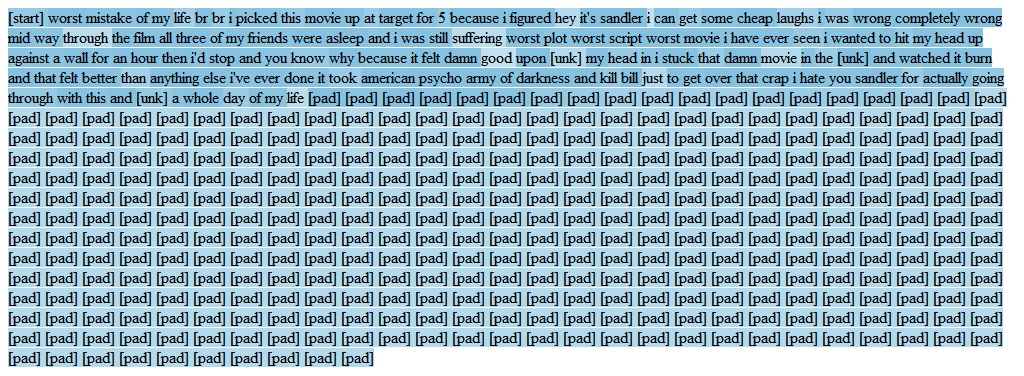 [start] worst mistake of my life br br i picked this movie up at target for 5 because i figured hey it's sandler i can get some cheap laughs i was wrong completely wrong
mid way through the film all three of my friends were asleep and i was still suffering worst plot worst script worst movie i have ever seen i wanted to hit my head up
against a wall for an hour then i'd stop and you know why because it felt damn good upon [unk] my head in i stuck that damn movie in the [unk] and watched it burn
and that felt better than anything else i've ever done it took american psycho army of darkness and kill bill just to get over that crap i hate you sandler for actually going
through with this and [unk] a whole day of my life [pad] [pad] [pad] [pad] [pad] [pad] [pad] [pad] [pad] [pad] [pad] [pad] [pad] [pad] [pad] [pad] [pad] [pad] [pad]
[pad] [pad] [pad] [pad] [pad] [pad] [pad] [pad] [pad] [pad] [pad] [pad] [pad] [pad] [pad] [pad] [pad] [pad] [pad] [pad] [pad] [pad] [pad] [pad] [pad] [pad] [pad]
[pad] [pad] [pad] [pad] [pad] [pad] [pad] [pad] [pad] [pad] [pad] [pad] [pad] [pad] [pad] [pad] [pad] [pad] [pad] [pad] [pad] [pad] [pad] [pad] [pad] [pad] [pad]
[pad] [pad] [pad] [pad] [pad] [pad] [pad] [pad] [pad] [pad] [pad] [pad] [pad] [pad] [pad] [pad] [pad] [pad] [pad] [pad] [pad] [pad] [pad] [pad] [pad] [pad] [pad]
[pad] [pad] [pad] [pad] [pad] [pad] [pad] [pad] [pad] [pad] [pad] [pad] [pad] [pad] [pad] [pad] [pad] [pad] [pad] [pad] [pad] [pad] [pad] [pad] [pad] [pad] [pad]
[pad] [pad] [pad] [pad] [pad] [pad] [pad] [pad] [pad] [pad] [pad] [pad] [pad] [pad] [pad] [pad] [pad] [pad] [pad] [pad] [pad] [pad] [pad] [pad] [pad] [pad] [pad]
[pad] [pad] [pad] [pad] [pad] [pad] [pad] [pad] [pad] [pad] [pad] [pad] [pad] [pad] [pad] [pad] [pad] [pad] [pad] [pad] [pad] [pad] [pad] [pad] [pad] [pad] [pad]
[pad] [pad] [pad] [pad] [pad] [pad] [pad] [pad] [pad] [pad] [pad] [pad] [pad] [pad] [pad] [pad] [pad] [pad] [pad] [pad] [pad] [pad] [pad] [pad] [pad] [pad] [pad]
[pad] [pad] [pad] [pad] [pad] [pad] [pad] [pad] [pad] [pad] [pad] [pad] [pad] [pad] [pad] [pad] [pad] [pad] [pad] [pad] [pad] [pad] [pad] [pad] [pad] [pad] [pad]
[pad] [pad] [pad] [pad] [pad] [pad] [pad] [pad] [pad] [pad] [pad] [pad] [pad] [pad] [pad] [pad] [pad] [pad] [pad] [pad] [pad] [pad] [pad] [pad] [pad] [pad] [pad]
[pad] [pad] [pad] [pad] [pad] [pad] [pad] [pad] [pad] [pad] [pad] [pad] [pad] [pad] [pad] [pad] [pad] [pad] [pad] [pad] [pad] [pad] [pad] [pad] [pad] [pad] [pad]
[pad] [pad] [pad] [pad] [pad] [pad] [pad] [pad] [pad] [pad] [pad] [pad] [pad] [pad] [pad] [pad] [pad] [pad] [pad] [pad] [pad] [pad] [pad] [pad] [pad] [pad] [pad]
[pad] [pad] [pad] [pad] [pad] [pad] [pad] [pad] [pad] [pad] [pad] [pad] [pad] [pad] [pad] [pad] [pad] [pad] [pad] [pad] [pad] [pad] [pad] [pad] [pad] [pad] [pad]
[pad] [pad] [pad] [pad] [pad] [pad] [pad] [pad] [pad] [pad]